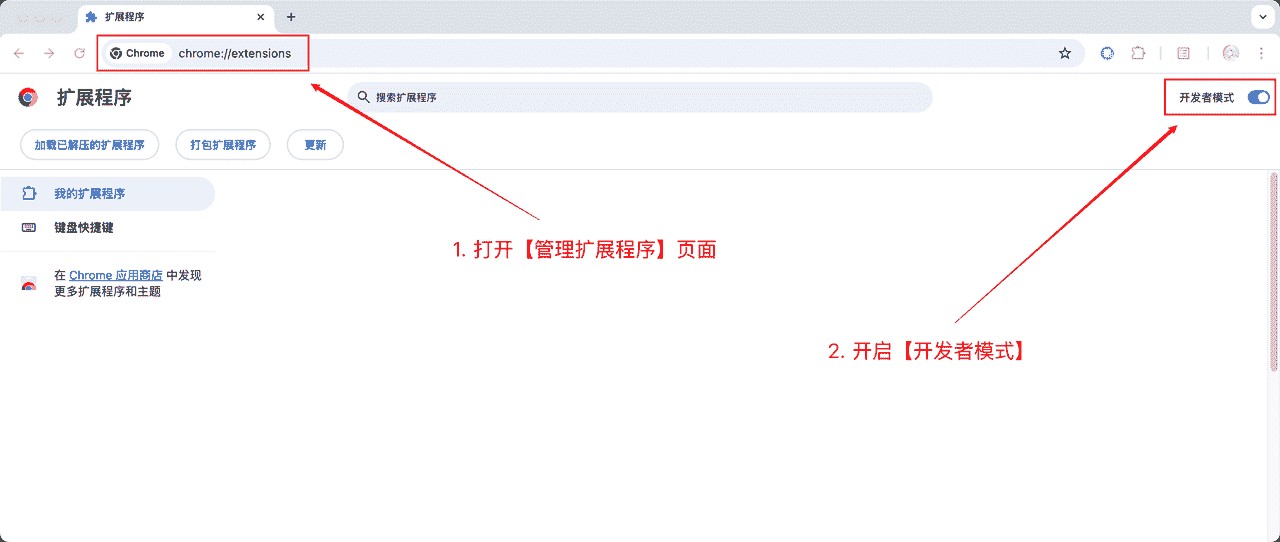 扩展程序
Chrome chrome://extensions
扩展程序
搜索扩展程序
开发者模式
加载已解压的扩展程序
打包扩展程序
更新
我的扩展程序
键盘快捷键
在 Chrome 应用商店 中发现
更多扩展程序和主题
1. 打开【管理扩展程序】页面
2. 开启【开发者模式】